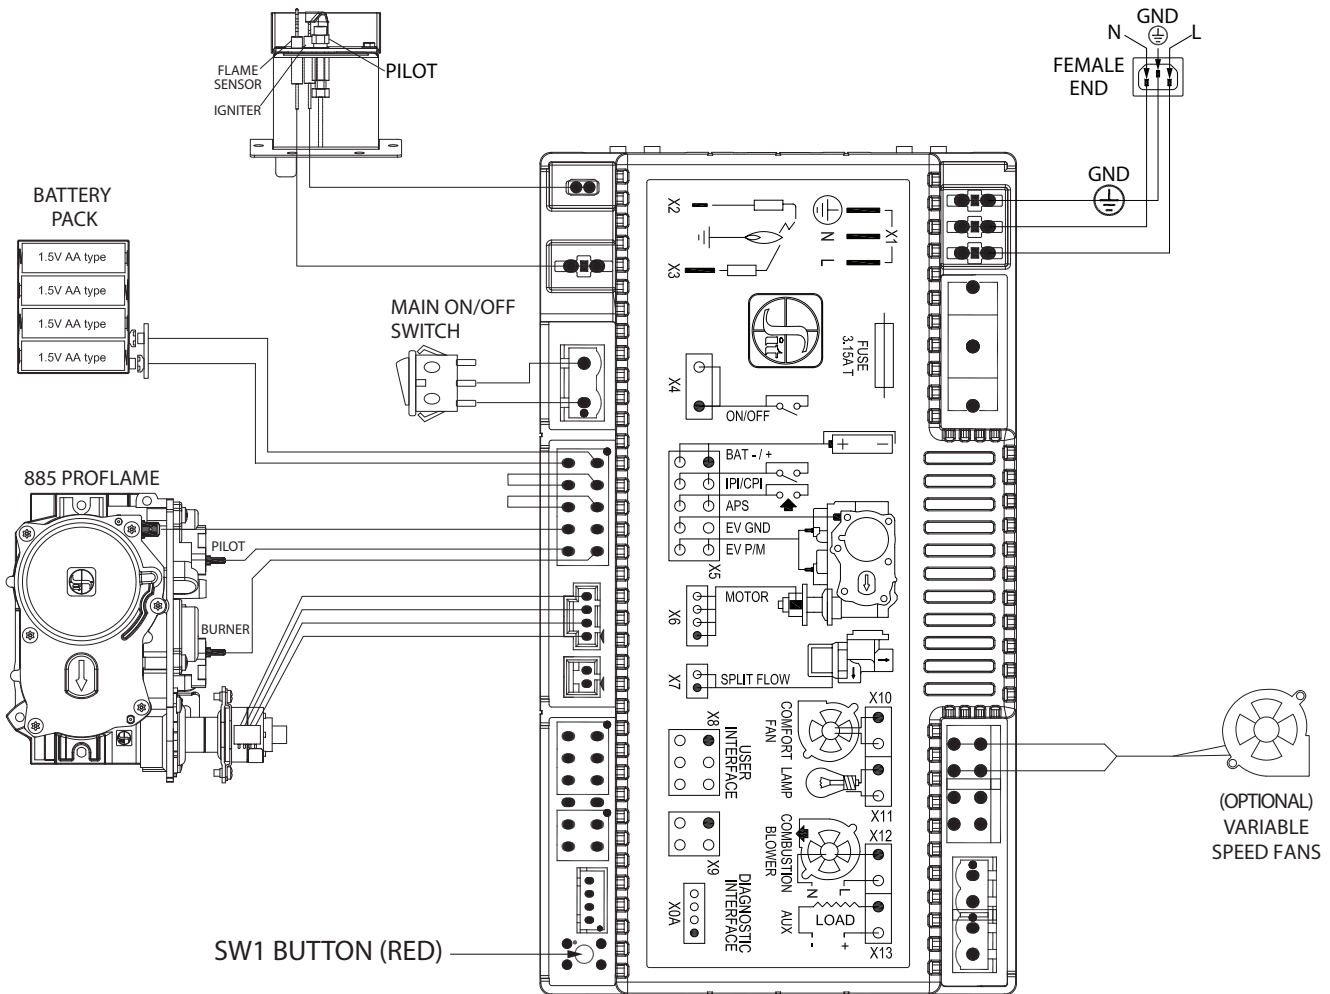 N
GND
L
FEMALE
END
GND
FLAME
SENSOR
IGNITER
PILOT
BATTERY
PACK
1.5V AA type
1.5V AA type
1.5V AA type
1.5V AA type
MAIN ON/OFF
SWITCH
885 PROFLAME
PILOT
BURNER
SW1 BUTTON (RED)
X2
X3
N
L
X1
FUSE
3.15A T
X4
ON/OFF
+ -
BAT - / +
IPI/CPI
APS
EV GND
EV P/M
X5
MOTOR
X6
SPLIT FLOW
X7
X8
USER
INTERFACE
X9
DIAGNOSTIC
INTERFACE
X0A
COMFORT
FAN
X10
LAMP
X11
COMBUSTION
BLOWER
X12
N
L
AUX
LOAD
- +
X13
(OPTIONAL)
VARIABLE
SPEED FANS